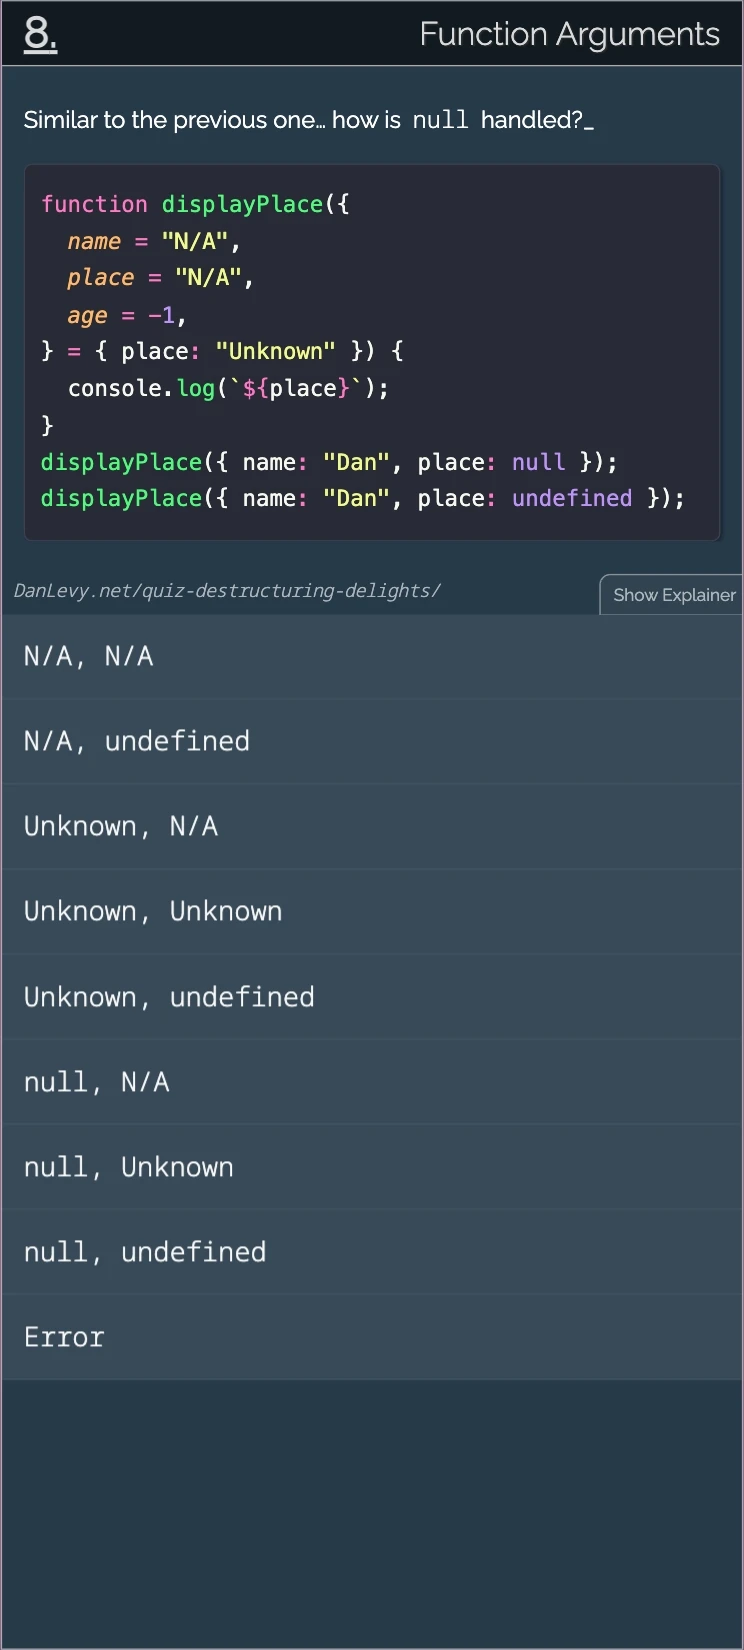 8.
Function Arguments
Similar to the previous one… how is null handled?_
function displayPlace({
  name = "N/A",
  place = "N/A",
  age = -1,
} = { place: "Unknown" }) {
  console.log(`${place}`);
}
displayPlace({ name: "Dan", place: null });
displayPlace({ name: "Dan", place: undefined });
DanLevy.net/quiz-destructuring-delights/
Show Explainer
N/A, N/A
N/A, undefined
Unknown, N/A
Unknown, Unknown
Unknown, undefined
null, N/A
null, Unknown
null, undefined
Error